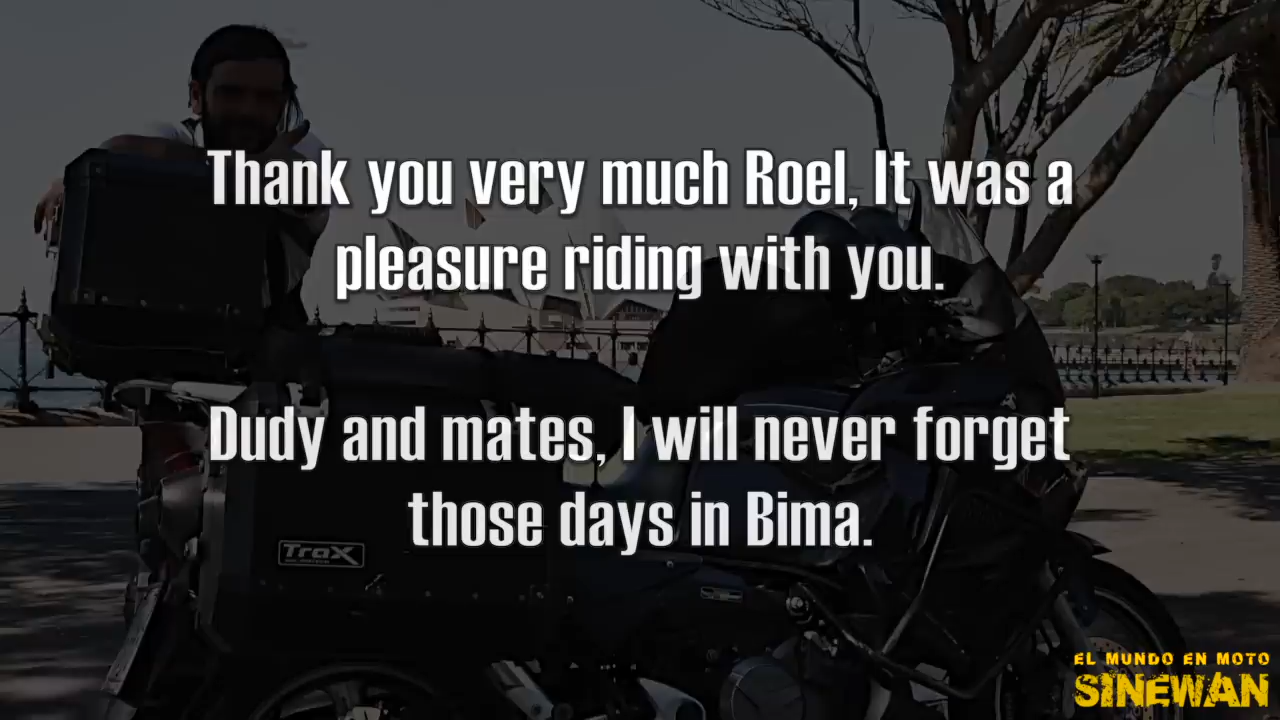 Thank you very much Roel, It was a
pleasure riding with you.
Dudy and mates, I will never forget
those days in Bima.
TraX
EL MUNDO EN MOTO
SINEWAN